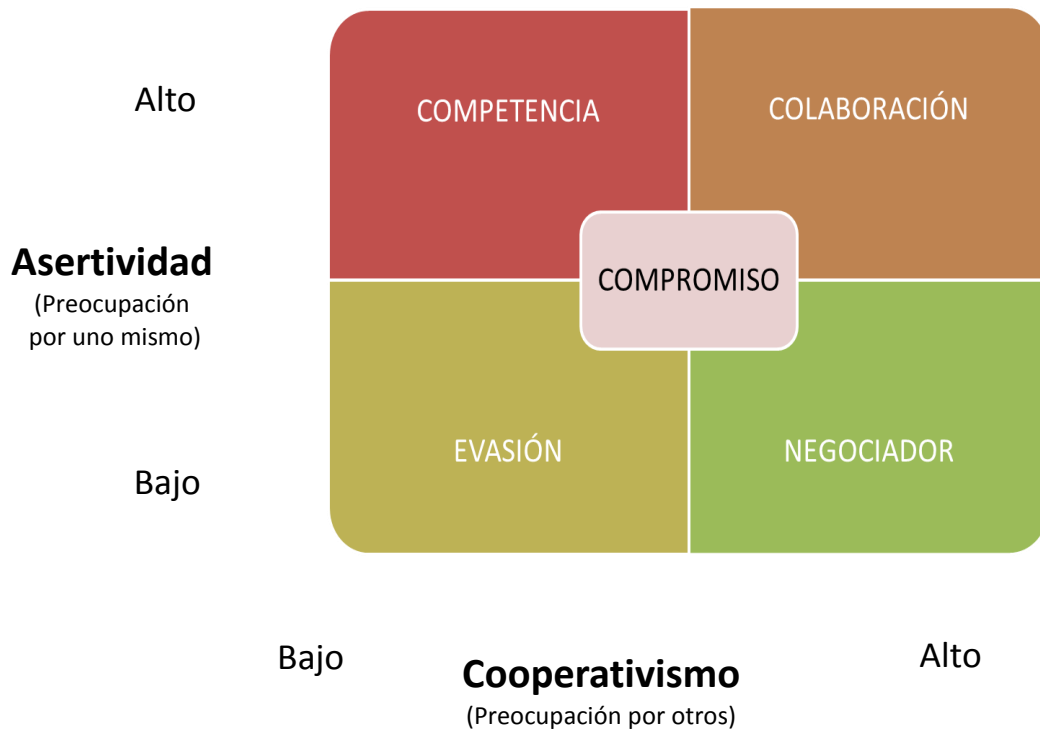 Alto
COMPETENCIA
COLABORACIÓN
Asertividad
(Preocupación
por uno mismo)
COMPROMISO
EVASIÓN
NEGOCIADOR
Bajo
Bajo
Cooperativismo
(Preocupación por otros)
Alto